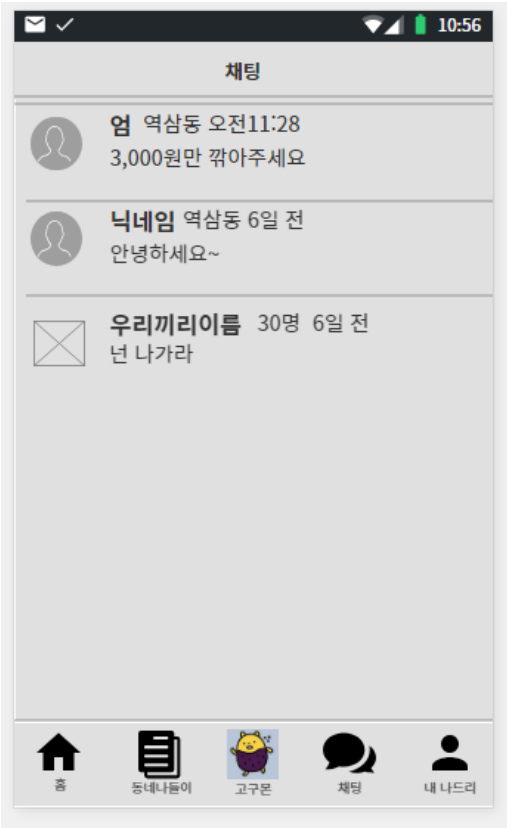 10:56
채팅
엄 역삼동 오전11:28
3,000원만 깎아주세요
닉네임 역삼동 6일 전
안녕하세요~
우리끼리이름 30명 6일 전
넌 나가라
홈 동네나들이 고구몬 채팅 내 나드리